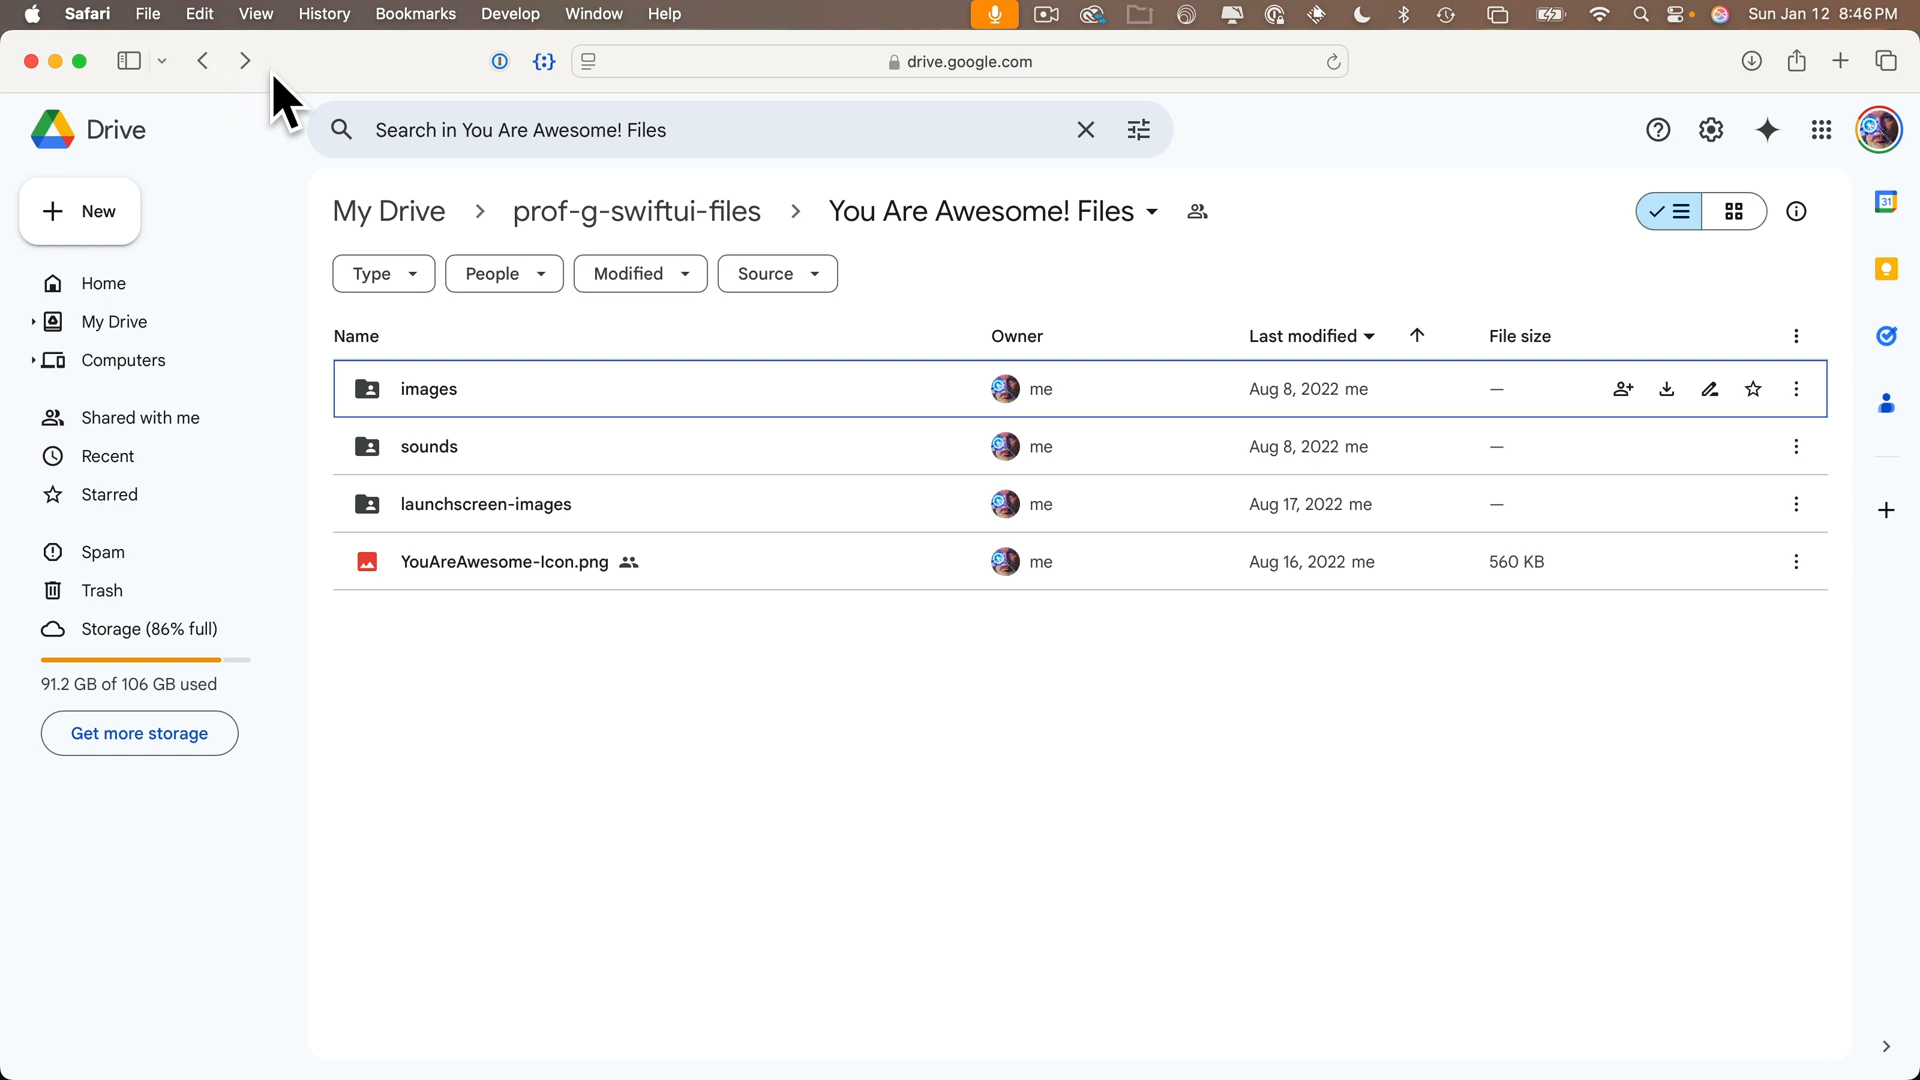 Safari File Edit View History Bookmarks Develop Window Help Sun Jan 12 8:46 PM
drive.google.com
Drive
Search in You Are Awesome! Files
New
My Drive > prof-g-swiftui-files > You Are Awesome! Files
31
Type People Modified Source
Home
My Drive
Computers
Shared with me
Recent
Starred
Spam
Trash
Storage (86% full)
91.2 GB of 106 GB used
Get more storage
Name Owner Last modified File size
images me Aug 8, 2022 me —
sounds me Aug 8, 2022 me —
launchscreen-images me Aug 17, 2022 me —
YouAreAwesome-Icon.png me Aug 16, 2022 me 560 KB